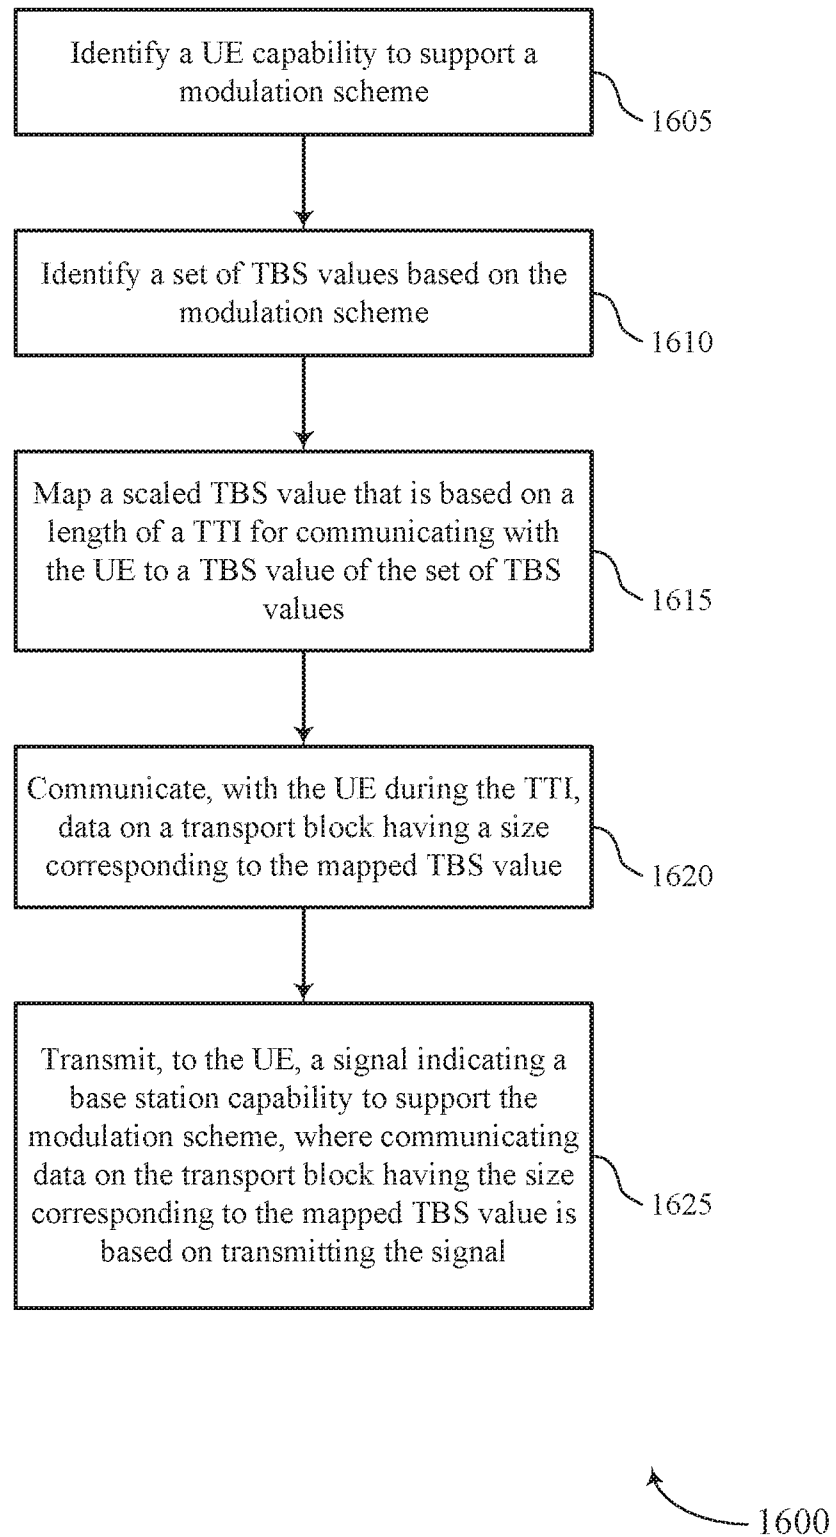 Identify a UE capability to support a
modulation scheme
1605
Identify a set of TBS values based on the
modulation scheme
1610
Map a scaled TBS value that is based on a
length of a TTI for communicating with
the UE to a TBS value of the set of TBS
values
1615
Communicate, with the UE during the TTI,
data on a transport block having a size
corresponding to the mapped TBS value
1620
Transmit, to the UE, a signal indicating a
base station capability to support the
modulation scheme, where communicating
data on the transport block having the size
corresponding to the mapped TBS value is
based on transmitting the signal
1625
1600